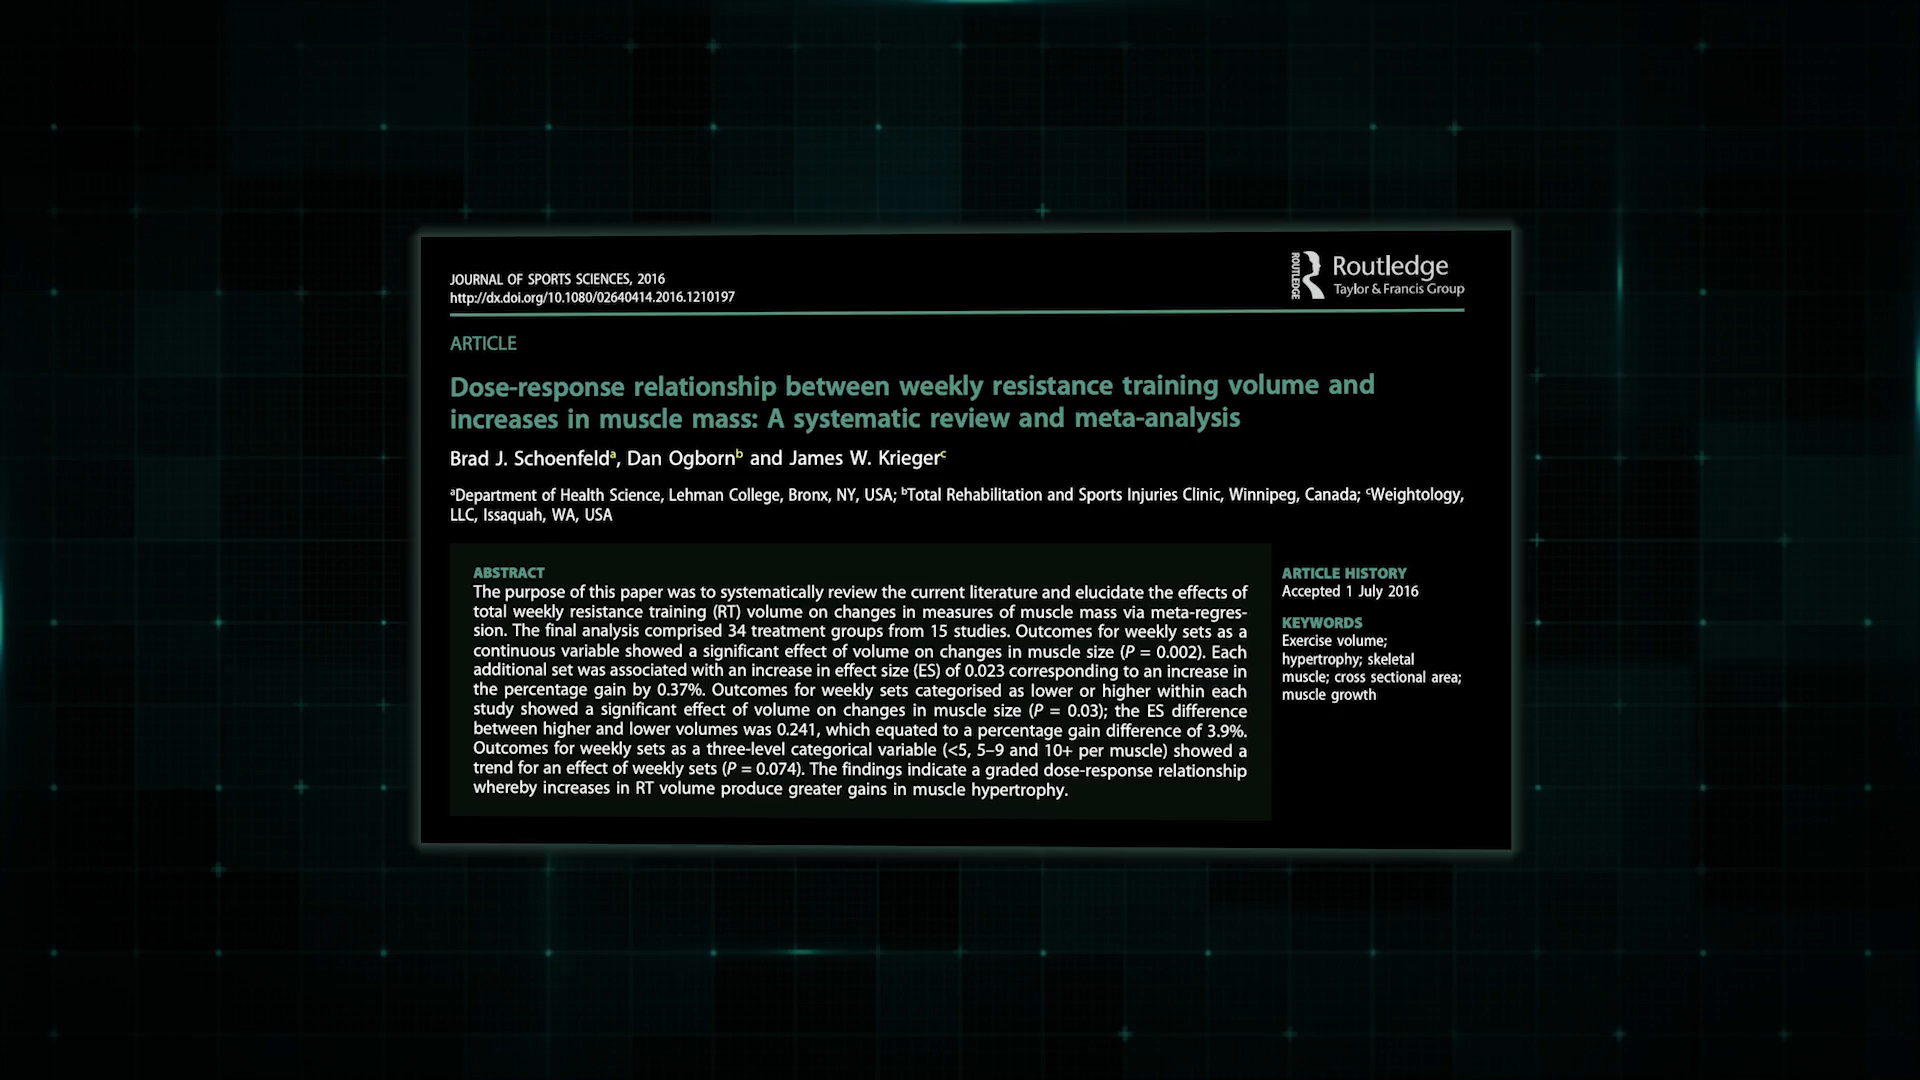 JOURNAL OF SPORTS SCIENCES, 2016
http://dx.doi.org/10.1080/02640414.2016.1210197
ROUTLEDGE
Routledge
Taylor & Francis Group
ARTICLE
Dose-response relationship between weekly resistance training volume and
increases in muscle mass: A systematic review and meta-analysis
Brad J. Schoenfeldᵃ, Dan Ogbornᵇ and James W. Kriegerᶜ
ᵃDepartment of Health Science, Lehman College, Bronx, NY, USA; ᵇTotal Rehabilitation and Sports Injuries Clinic, Winnipeg, Canada; ᶜWeightology,
LLC, Issaquah, WA, USA
ABSTRACT
The purpose of this paper was to systematically review the current literature and elucidate the effects of
total weekly resistance training (RT) volume on changes in measures of muscle mass via meta-regres-
sion. The final analysis comprised 34 treatment groups from 15 studies. Outcomes for weekly sets as a
continuous variable showed a significant effect of volume on changes in muscle size (P = 0.002). Each
additional set was associated with an increase in effect size (ES) of 0.023 corresponding to an increase in
the percentage gain by 0.37%. Outcomes for weekly sets categorised as lower or higher within each
study showed a significant effect of volume on changes in muscle size (P = 0.03); the ES difference
between higher and lower volumes was 0.241, which equated to a percentage gain difference of 3.9%.
Outcomes for weekly sets as a three-level categorical variable (<5, 5–9 and 10+ per muscle) showed a
trend for an effect of weekly sets (P = 0.074). The findings indicate a graded dose-response relationship
whereby increases in RT volume produce greater gains in muscle hypertrophy.
ARTICLE HISTORY
Accepted 1 July 2016
KEYWORDS
Exercise volume;
hypertrophy; skeletal
muscle; cross sectional area;
muscle growth